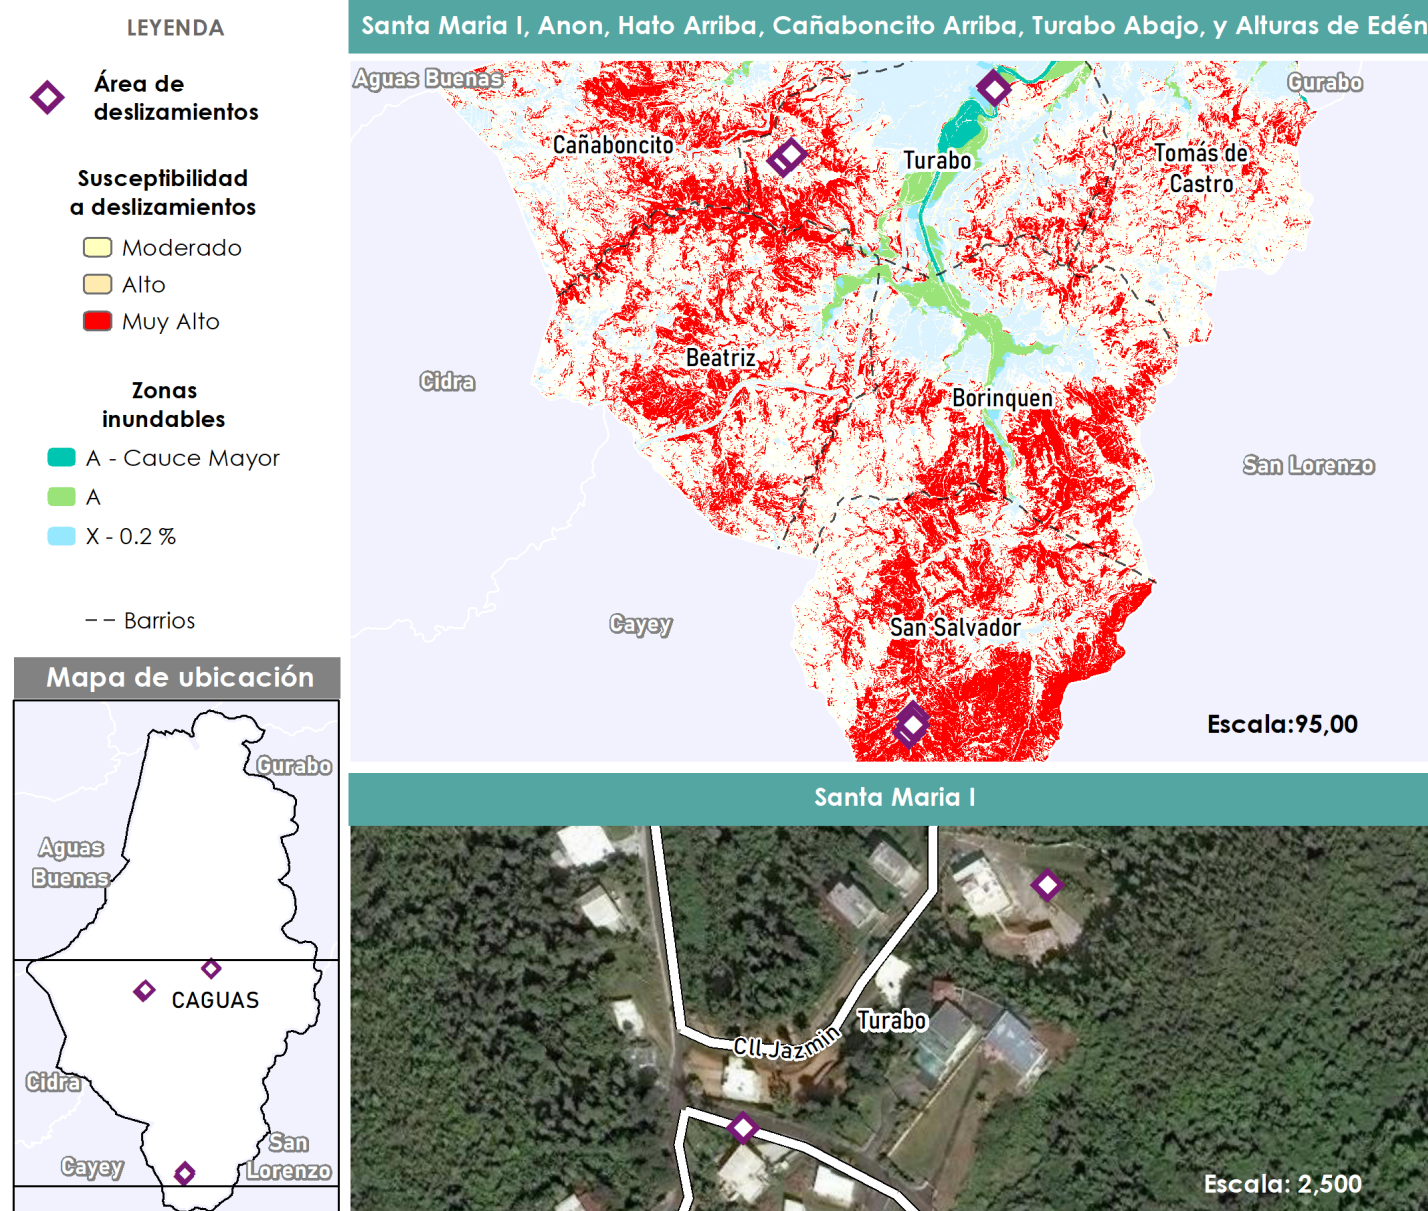 LEYENDA
Área de
deslizamientos
Susceptibilidad
a deslizamientos
Moderado
Alto
Muy Alto
Zonas
inundables
A - Cauce Mayor
A
X - 0.2 %
Barrios
Mapa de ubicación
Gurabo
Aguas
Buenas
CAGUAS
Cidra
San
Lorenzo
Cayey
Santa Maria I, Anon, Hato Arriba, Cañaboncito Arriba, Turabo Abajo, y Alturas de Edén
Aguas Buenas
Gurabo
Cañaboncito
Turabo
Tomás de
Castro
Beatriz
Cidra
Borinquen
San Lorenzo
Cayey
San Salvador
Escala:95,00
Santa Maria I
Turabo
Cll Jazmin
Escala: 2,500